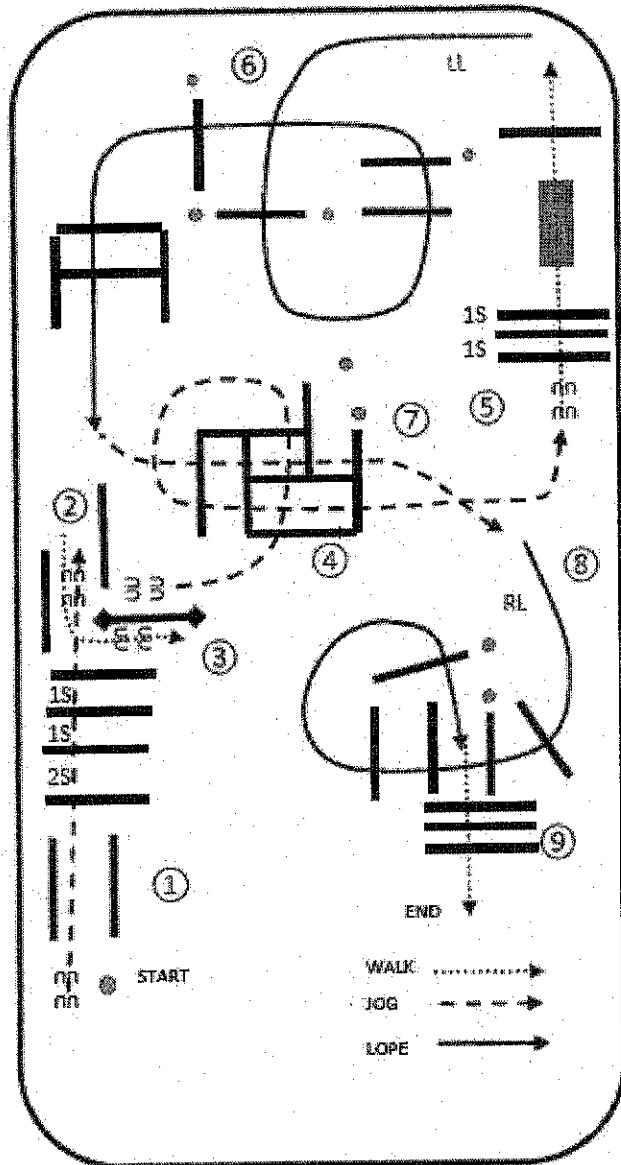 ⑥
LL
1S
1S
⑤
⑦
②
④
⑧
RL
③
1S
1S
2S
⑨
①
END
START
WALK
JOG
LOPE